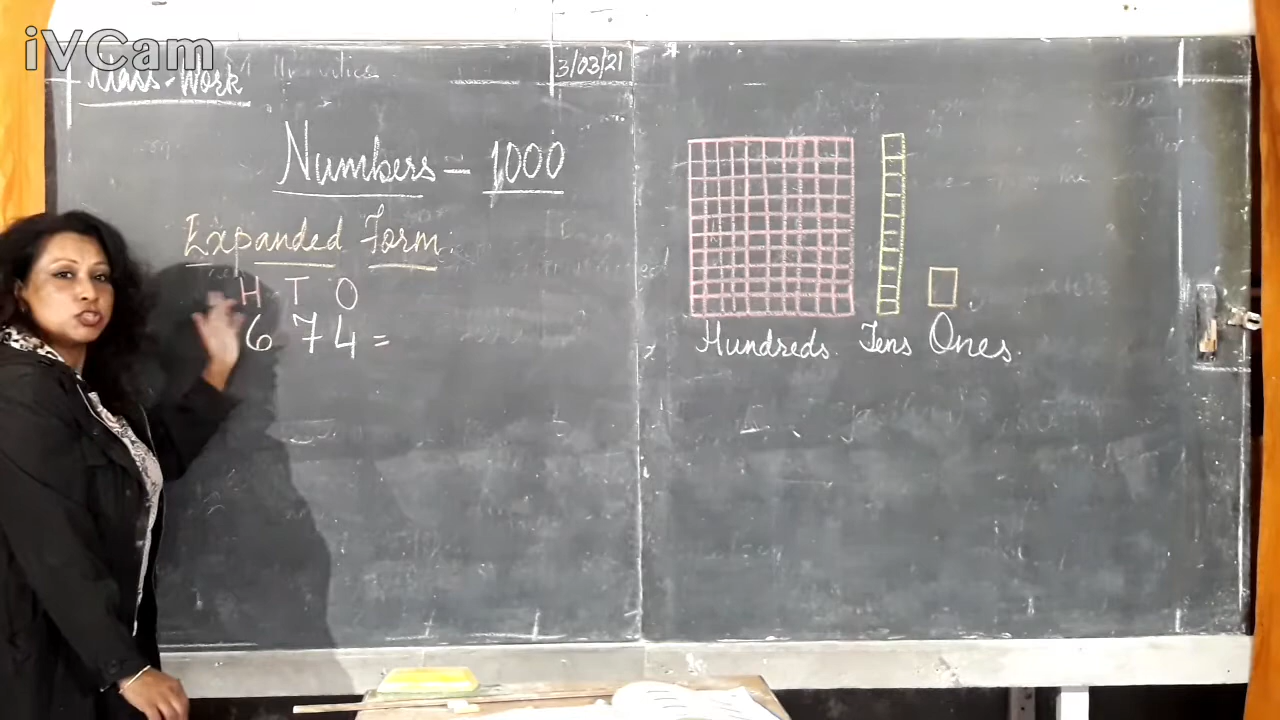 iVCam
Class-Work
3/03/21
Numbers = 1000
Expanded Form.
H T O
6 7 4 =
Hundreds. Tens Ones.